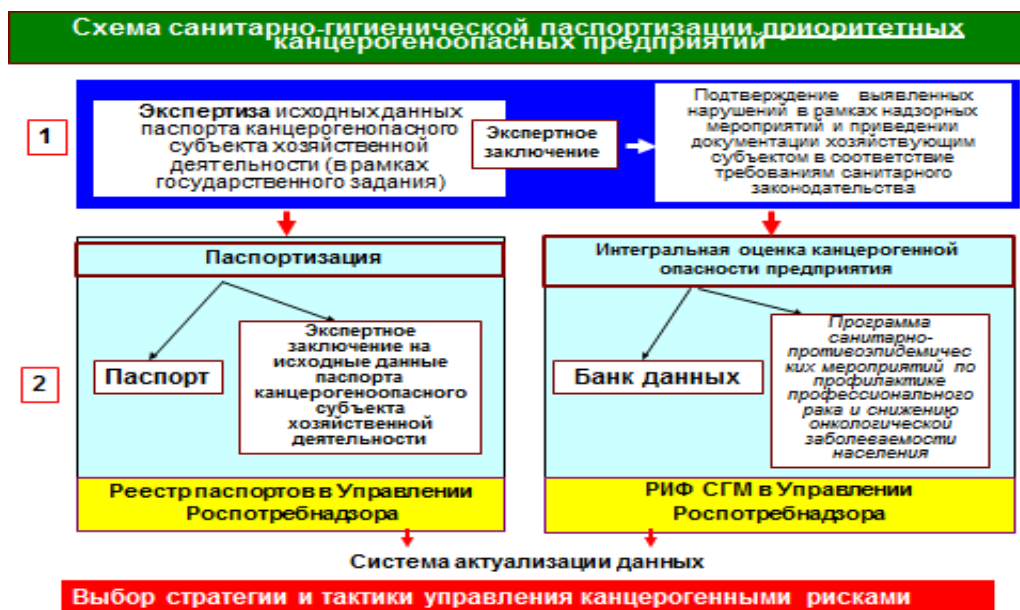 Схема санитарно-гигиенической паспортизации приоритетных
канцерогеноопасных предприятий
1
Экспертиза исходных данных
паспорта канцерогенопасного
субъекта хозяйственной
деятельности (в рамках
государственного задания)
Экспертное
заключение
Подтверждение выявленных
нарушений в рамках надзорных
мероприятий и приведении
документации хозяйствующим
субъектом в соответствие
требованиям санитарного
законодательства
2
Паспортизация
Паспорт
Экспертное
заключение на
исходные данные
паспорта
канцерогеноопасного
субъекта
хозяйственной
деятельности
Реестр паспортов в Управлении
Роспотребнадзора
Интегральная оценка канцерогенной
опасности предприятия
Банк данных
Программа
санитарно-
противоэпидемичес
ких мероприятий по
профилактике
профессионального
рака и снижению
онкологической
заболеваемости
населения
РИФ СГМ в Управлении
Роспотребнадзора
Система актуализации данных
Выбор стратегии и тактики управления канцерогенными рисками